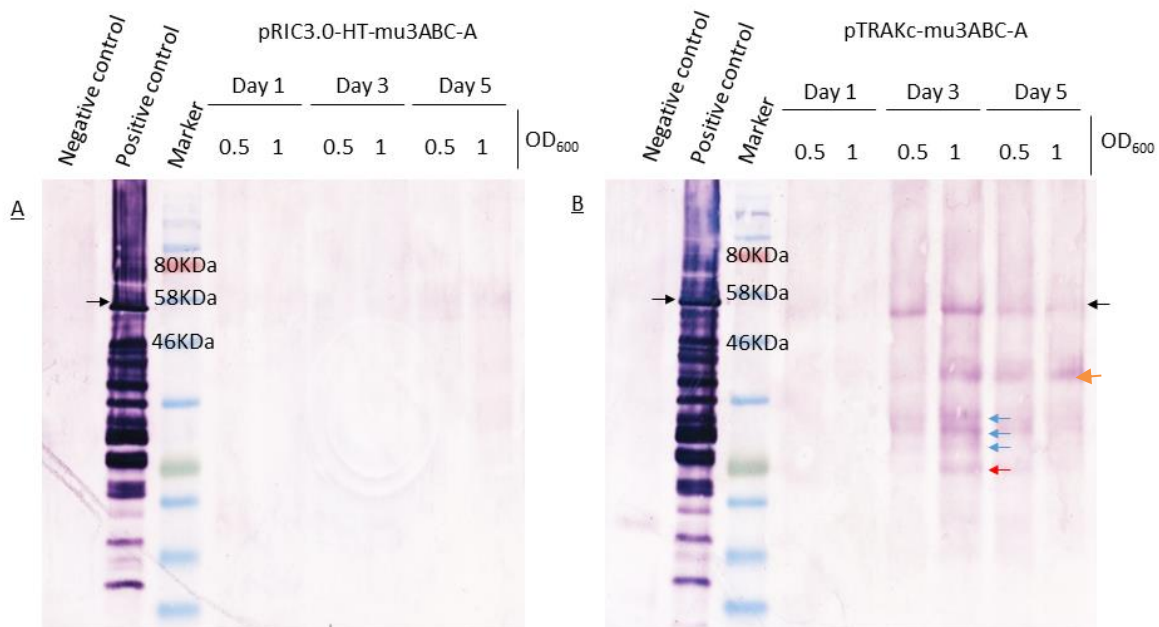 pRIC3.0-HT-mu3ABC-A
Negative control
Positive control
Marker
Day 1
Day 3
Day 5
0.5 1 0.5 1 0.5 1
OD600
A
80KDa
58KDa
46KDa
pTRAKc-mu3ABC-A
Negative control
Positive control
Marker
Day 1
Day 3
Day 5
0.5 1 0.5 1 0.5 1
OD600
B
80KDa
58KDa
46KDa